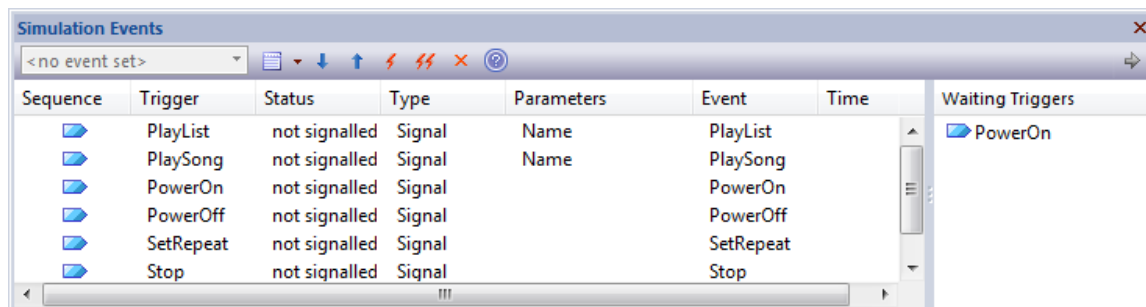 Simulation Events
<no event set>
Sequence Trigger Status Type Parameters Event Time Waiting Triggers
PlayList not signalled Signal Name PlayList PowerOn
PlaySong not signalled Signal Name PlaySong
PowerOn not signalled Signal PowerOn
PowerOff not signalled Signal PowerOff
SetRepeat not signalled Signal SetRepeat
Stop not signalled Signal Stop